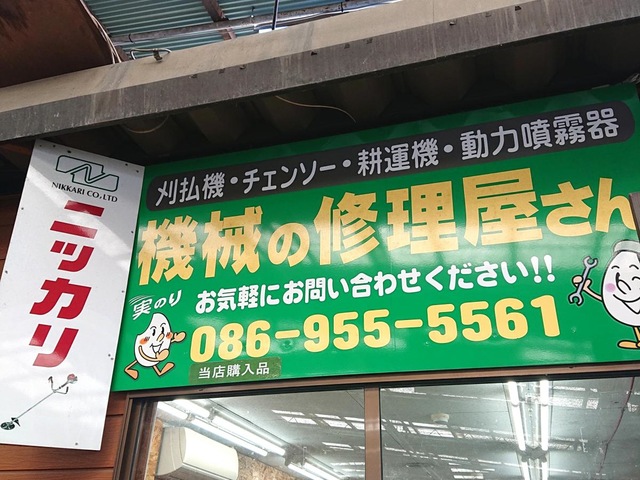 NIKKARI CO.,LTD
ニッカリ
刈払機・チェンソー・耕運機・動力噴霧器
機械の修理屋さん
実のり
お気軽にお問い合わせください!!
086-955-5561
当店購入品